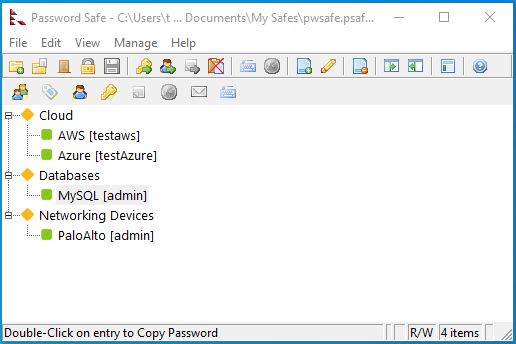 Password Safe - C:\Users\t ... Documents\My Safes\pwsafe.psaf...
File Edit View Manage Help
Cloud
AWS [testaws]
Azure [testAzure]
Databases
MySQL [admin]
Networking Devices
PaloAlto [admin]
Double-Click on entry to Copy Password R/W 4 items